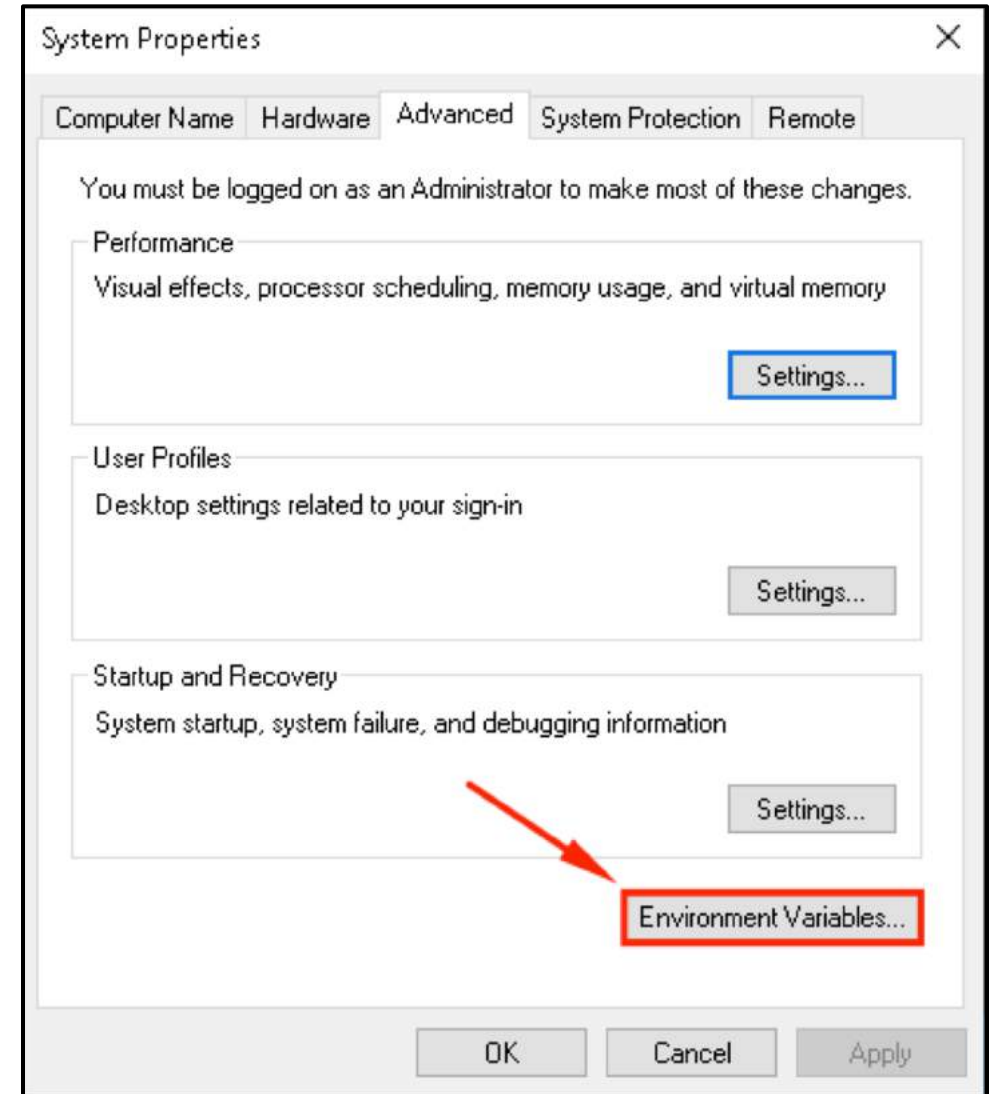 System Properties
Computer Name Hardware Advanced System Protection Remote
You must be logged on as an Administrator to make most of these changes.
Performance
Visual effects, processor scheduling, memory usage, and virtual memory
Settings...
User Profiles
Desktop settings related to your sign-in
Settings...
Startup and Recovery
System startup, system failure, and debugging information
Settings...
Environment Variables...
OK Cancel Apply